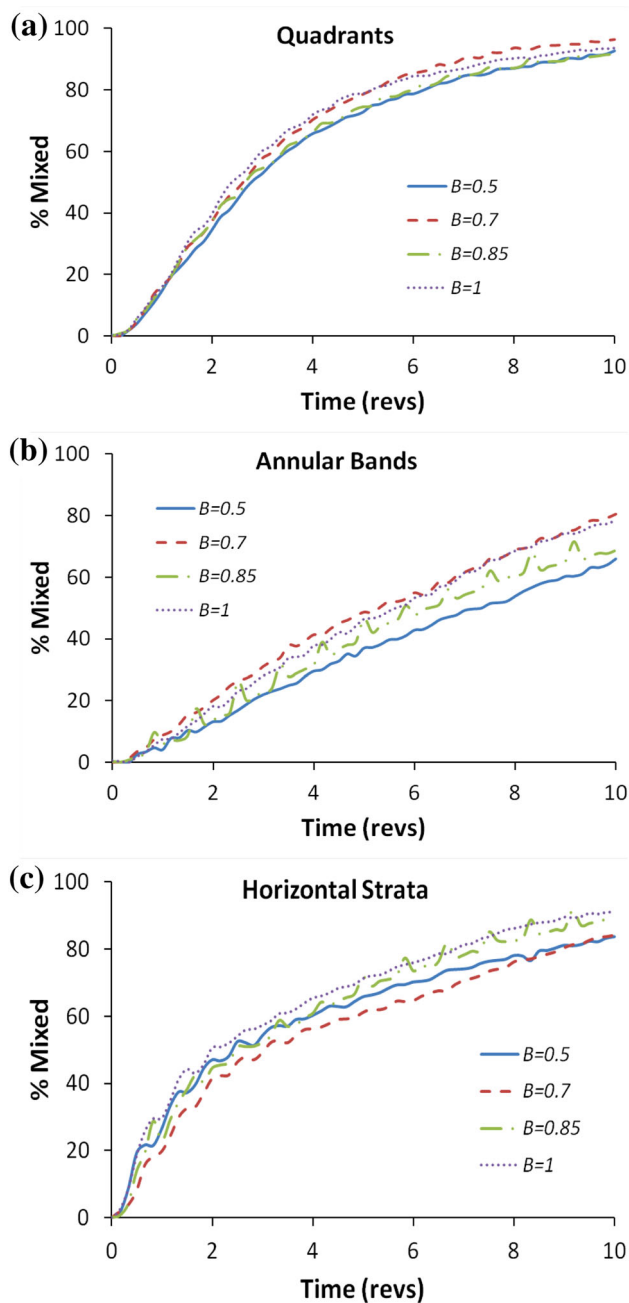 (a)
Quadrants
100
80
60
40
20
0
% Mixed
B=0.5
B=0.7
B=0.85
B=1
0 2 4 6 8 10
Time (revs)
(b)
Annular Bands
100
80
60
40
20
0
% Mixed
B=0.5
B=0.7
B=0.85
B=1
0 2 4 6 8 10
Time (revs)
(c)
Horizontal Strata
100
80
60
40
20
0
% Mixed
B=0.5
B=0.7
B=0.85
B=1
0 2 4 6 8 10
Time (revs)